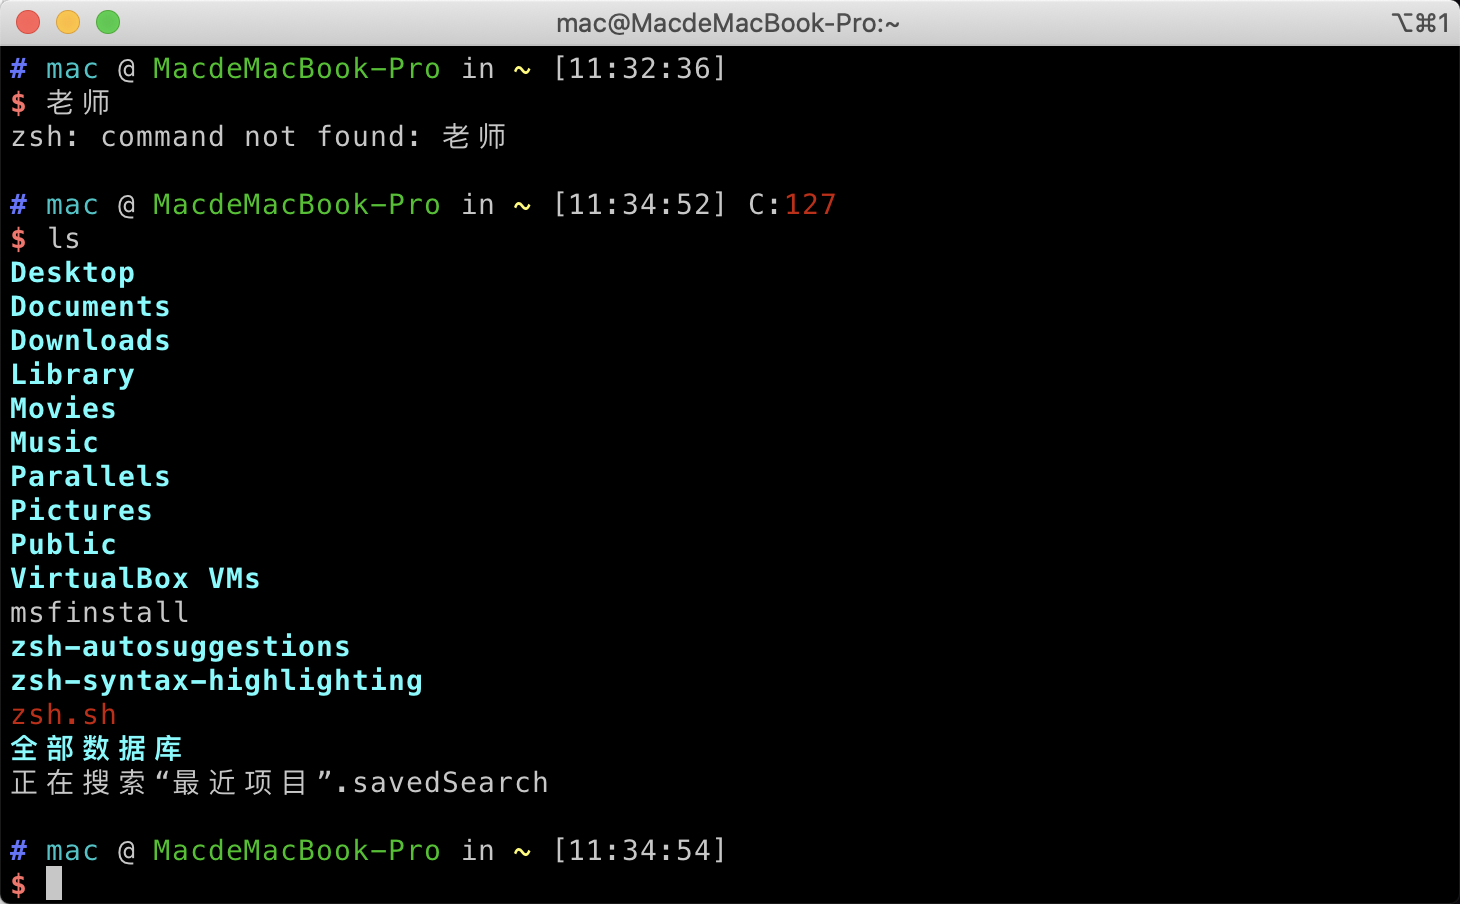 mac@MacdeMacBook-Pro:~ ⌥⌘1
# mac @ MacdeMacBook-Pro in ~ [11:32:36]
$ 老师
zsh: command not found: 老师
# mac @ MacdeMacBook-Pro in ~ [11:34:52] C:127
$ ls
Desktop
Documents
Downloads
Library
Movies
Music
Parallels
Pictures
Public
VirtualBox VMs
msfinstall
zsh-autosuggestions
zsh-syntax-highlighting
zsh.sh
全部数据库
正在搜索“最近项目”.savedSearch
# mac @ MacdeMacBook-Pro in ~ [11:34:54]
$